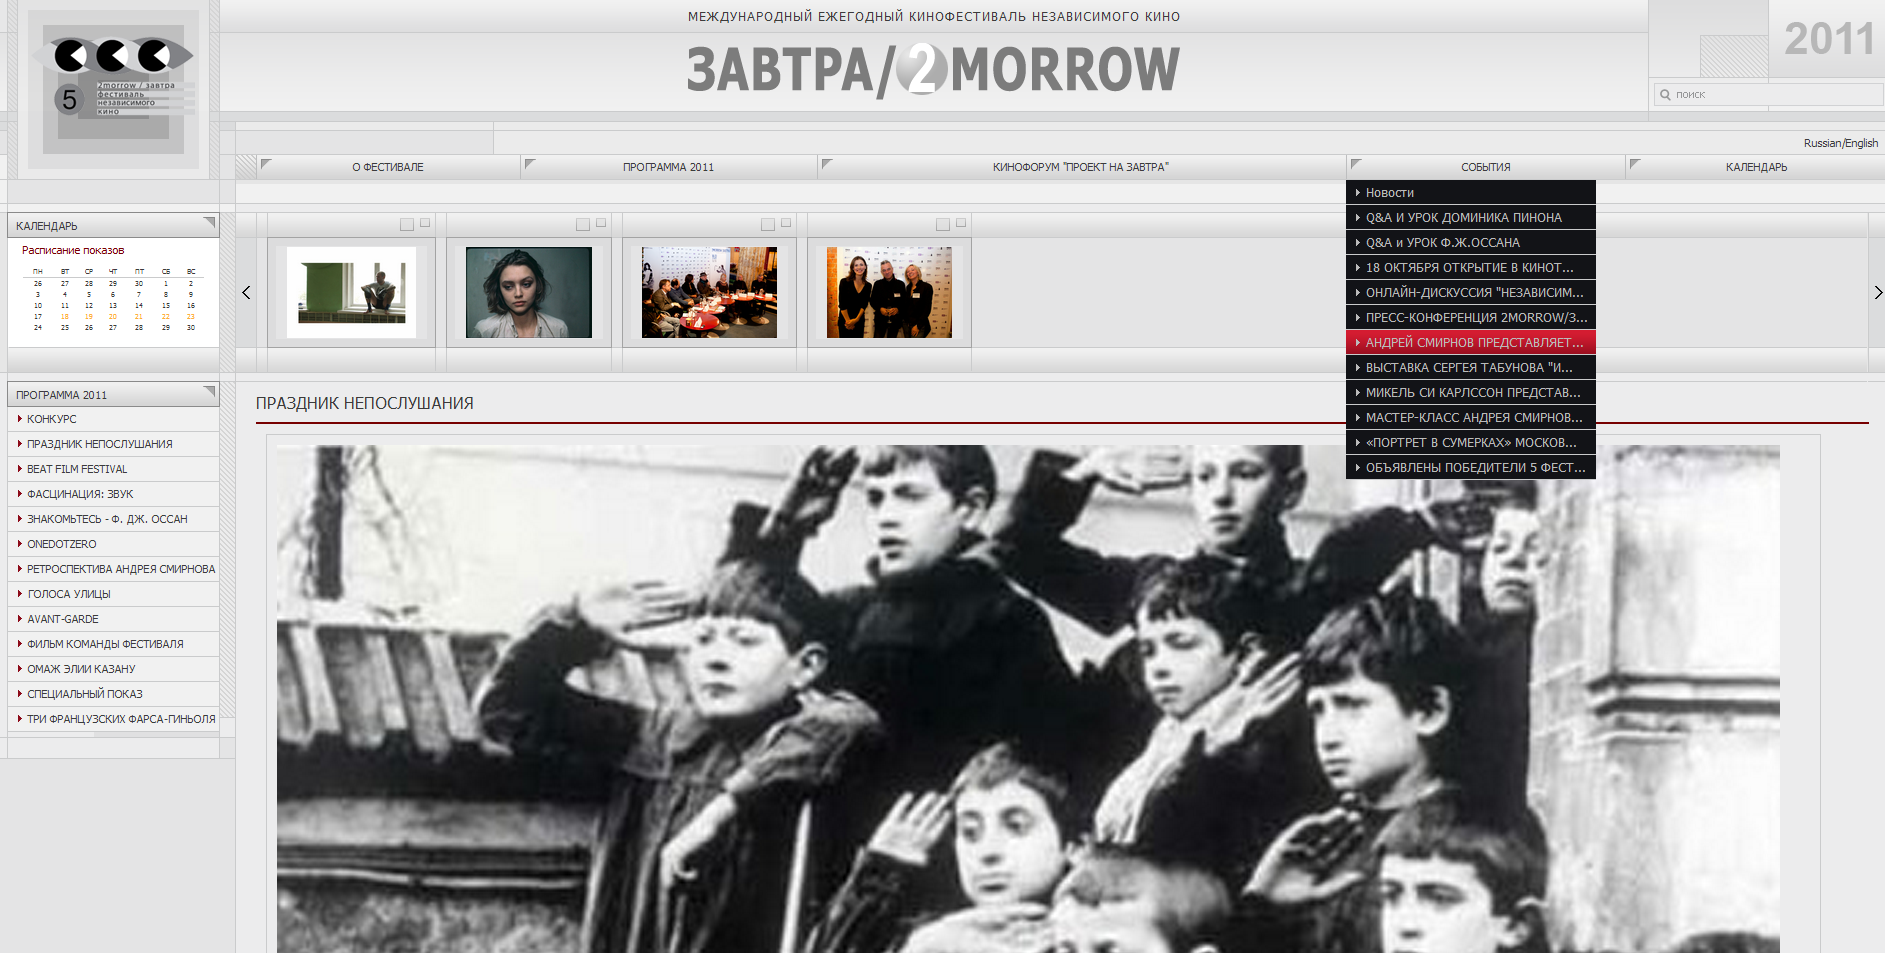 МЕЖДУНАРОДНЫЙ ЕЖЕГОДНЫЙ КИНОФЕСТИВАЛЬ НЕЗАВИСИМОГО КИНО
ЗАВТРА/2MORROW
2011
поиск
5
2morrow / завтра
фестиваль
независимого
кино
Russian/English
О ФЕСТИВАЛЕ
ПРОГРАММА 2011
КИНОФОРУМ "ПРОЕКТ НА ЗАВТРА"
СОБЫТИЯ
КАЛЕНДАРЬ
Новости
Q&A И УРОК ДОМИНИКА ПИНОНА
Q&A и УРОК Ф.Ж.ОССАНА
18 ОКТЯБРЯ ОТКРЫТИЕ В КИНОТ...
ОНЛАЙН-ДИСКУССИЯ "НЕЗАВИСИМ...
ПРЕСС-КОНФЕРЕНЦИЯ 2MORROW/З...
АНДРЕЙ СМИРНОВ ПРЕДСТАВЛЯЕТ...
ВЫСТАВКА СЕРГЕЯ ТАБУНОВА "И...
МИКЕЛЬ СИ КАРЛССОН ПРЕДСТАВ...
МАСТЕР-КЛАСС АНДРЕЯ СМИРНОВ...
«ПОРТРЕТ В СУМЕРКАХ» МОСКОВ...
ОБЪЯВЛЕНЫ ПОБЕДИТЕЛИ 5 ФЕСТ...
КАЛЕНДАРЬ
Расписание показов
ПН ВТ СР ЧТ ПТ СБ ВС
26 27 28 29 30 1 2
3 4 5 6 7 8 9
10 11 12 13 14 15 16
17 18 19 20 21 22 23
24 25 26 27 28 29 30
ПРОГРАММА 2011
КОНКУРС
ПРАЗДНИК НЕПОСЛУШАНИЯ
BEAT FILM FESTIVAL
ФАСЦИНАЦИЯ: ЗВУК
ЗНАКОМЬТЕСЬ - Ф. ДЖ. ОССАН
ONEDOTZERO
РЕТРОСПЕКТИВА АНДРЕЯ СМИРНОВА
ГОЛОСА УЛИЦЫ
AVANT-GARDE
ФИЛЬМ КОМАНДЫ ФЕСТИВАЛЯ
ОМАЖ ЭЛИИ КАЗАНУ
СПЕЦИАЛЬНЫЙ ПОКАЗ
ТРИ ФРАНЦУЗСКИХ ФАРСА-ГИНЬОЛЯ
ПРАЗДНИК НЕПОСЛУШАНИЯ